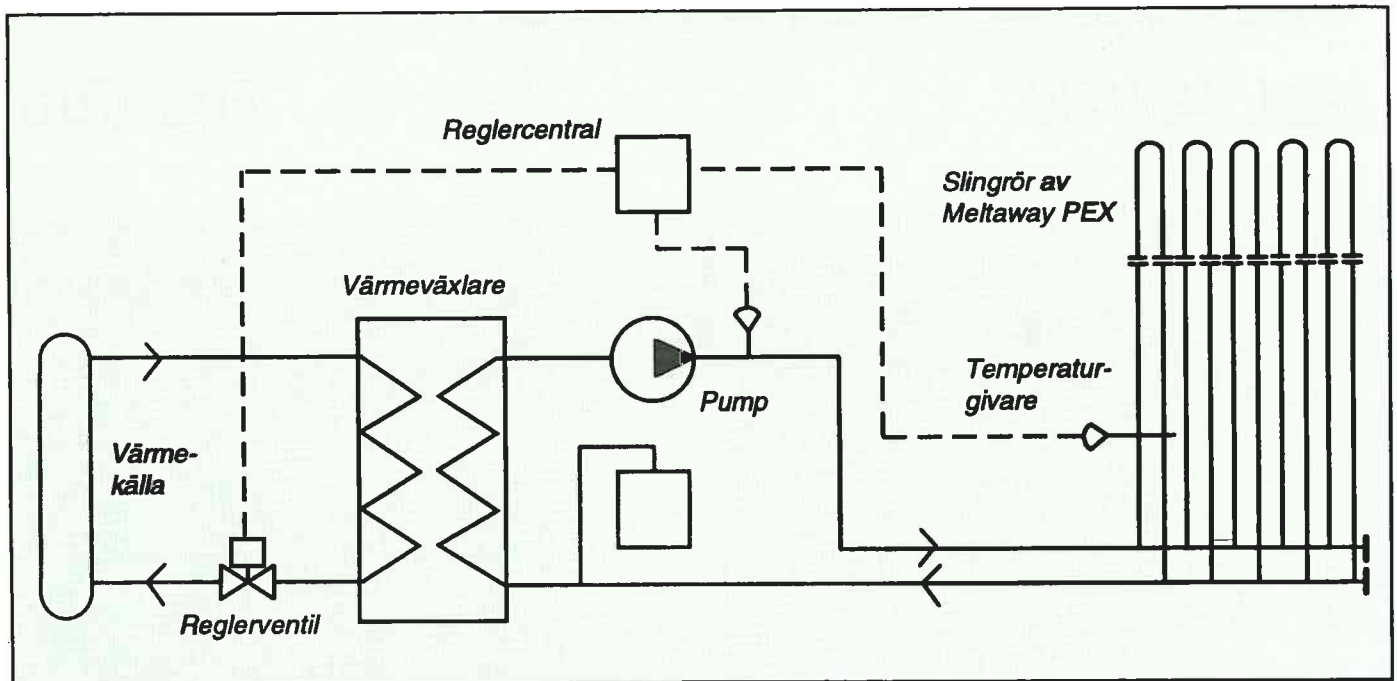 Reglercentral
Slingrör av
Meltaway PEX
Värmeväxlare
Temperatur-
givare
Pump
Värme-
källa
Reglerventil